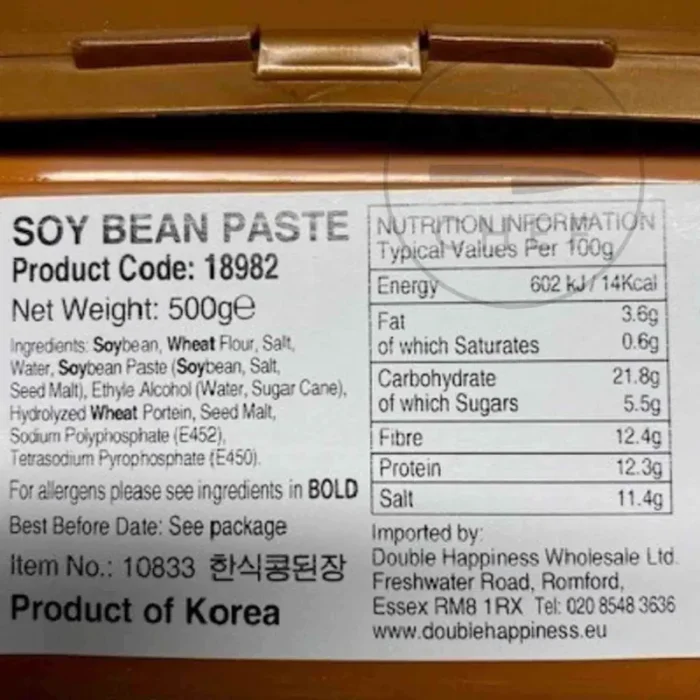 SOY BEAN PASTE
Product Code: 18982
Net Weight: 500g℮
Ingredients: Soybean, Wheat Flour, Salt,
Water, Soybean Paste (Soybean, Salt,
Seed Malt), Ethyle Alcohol (Water, Sugar Cane),
Hydrolyzed Wheat Portein, Seed Malt,
Sodium Polyphosphate (E452),
Tetrasodium Pyrophosphate (E450).
For allergens please see ingredients in BOLD
Best Before Date: See package
Item No.: 10833 한식콩된장
Product of Korea
NUTRITION INFORMATION
Typical Values Per 100g
Energy 602 kJ / 14Kcal
Fat 3.6g
of which Saturates 0.6g
Carbohydrate 21.8g
of which Sugars 5.5g
Fibre 12.4g
Protein 12.3g
Salt 11.4g
Imported by:
Double Happiness Wholesale Ltd.
Freshwater Road, Romford,
Essex RM8 1RX Tel: 020 8548 3636
www.doublehappiness.eu